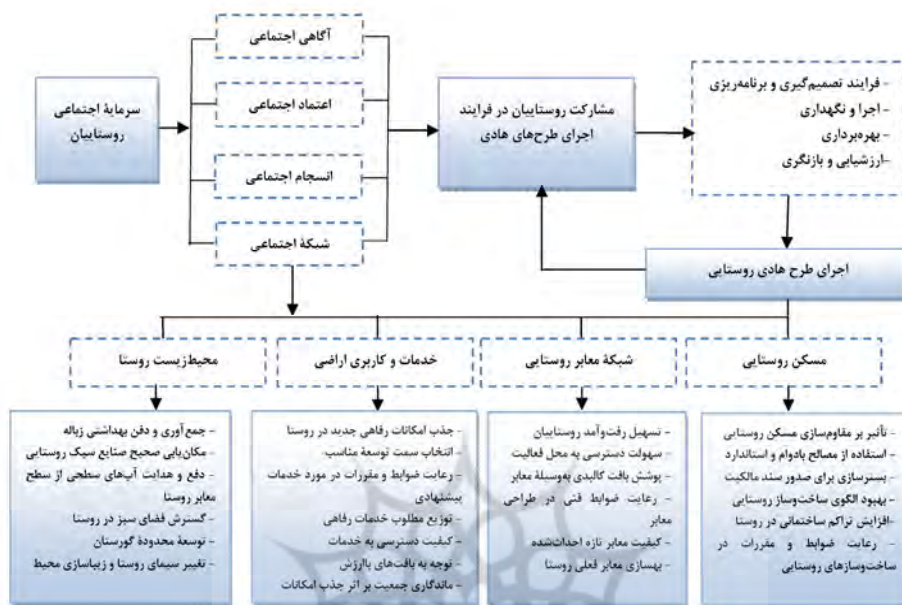 سرمایهٔ اجتماعی
روستاییان
آگاهی اجتماعی
اعتماد اجتماعی
انسجام اجتماعی
شبکهٔ اجتماعی
مشارکت روستاییان در فرایند
اجرای طرح‌های هادی
- فرایند تصمیم‌گیری و برنامه‌ریزی
- اجرا و نگهداری
- بهره‌برداری
-ارزشیابی و بازنگری
اجرای طرح هادی روستایی
مسکن روستایی
شبکهٔ معابر روستایی
خدمات و کاربری اراضی
محیط‌زیست روستا
- تأثیر بر مقاوم‌سازی مسکن روستایی
- استفاده از مصالح بادوام و استاندارد
- بسترسازی برای صدور سند مالکیت
- بهبود الگوی ساخت‌وساز روستایی
-افزایش تراکم ساختمانی در روستا
- رعایت ضوابط و مقررات در
ساخت‌وسازهای روستایی
- تسهیل رفت‌وآمد روستاییان
- سهولت دسترسی به محل فعالیت
- پوشش بافت کالبدی به‌وسیلهٔ معابر
- رعایت ضوابط فنی در طراحی
معابر
- کیفیت معابر تازه احداث‌شده
- بهسازی معابر فعلی روستا
- جذب امکانات رفاهی جدید در روستا
- انتخاب سمت توسعهٔ مناسب
- رعایت ضوابط و مقررات در مورد خدمات
پیشنهادی
- توزیع مطلوب خدمات رفاهی
- کیفیت دسترسی به خدمات
- توجه به بافت‌های باارزش
- ماندگاری جمعیت بر اثر جذب امکانات
- جمع‌آوری و دفن بهداشتی زباله
- مکان‌یابی صحیح صنایع سبک روستایی
- دفع و هدایت آب‌های سطحی از سطح
معابر روستا
- گسترش فضای سبز در روستا
- توسعهٔ محدودهٔ گورستان
- تغییر سیمای روستا و زیباسازی محیط